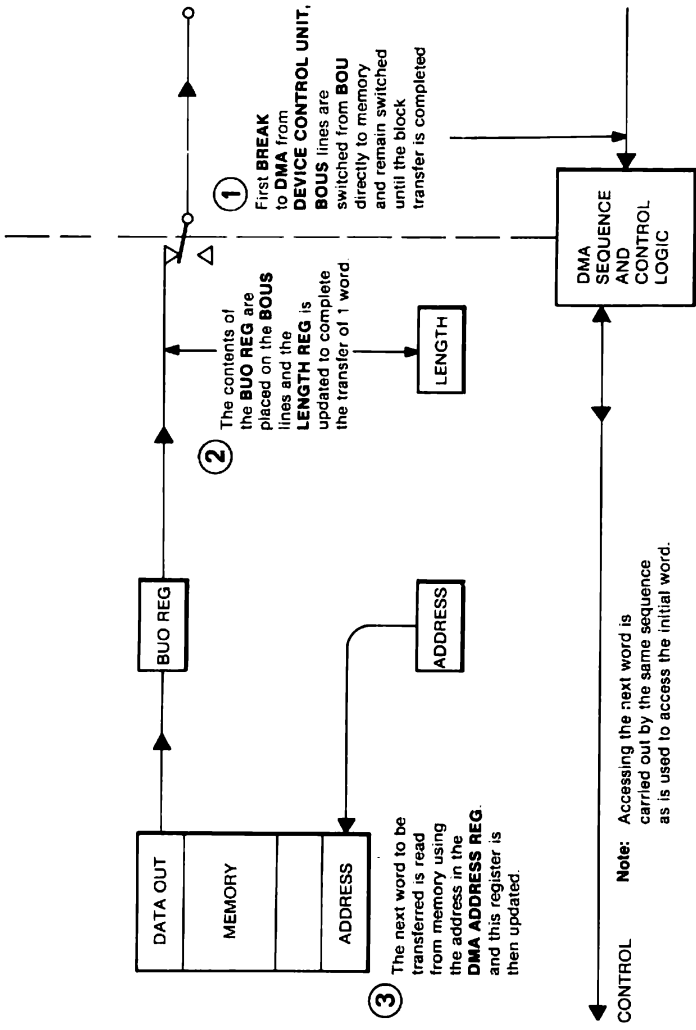 DATA OUT
MEMORY
ADDRESS
BUO REG
ADDRESS
LENGTH
1
First BREAK
to DMA from
DEVICE CONTROL UNIT,
BOUS lines are
switched from BOU
directly to memory
and remain switched
until the block
transfer is completed
2
The contents of
the BUO REG are
placed on the BOUS
lines and the
LENGTH REG is
updated to complete
the transfer of 1 word.
3
The next word to be
transferred is read
from memory using
the address in the
DMA ADDRESS REG.
and this register is
then updated.
DMA
SEQUENCE
AND
CONTROL
LOGIC
CONTROL
Note: Accessing the next word is
carried out by the same sequence
as is used to access the initial word.